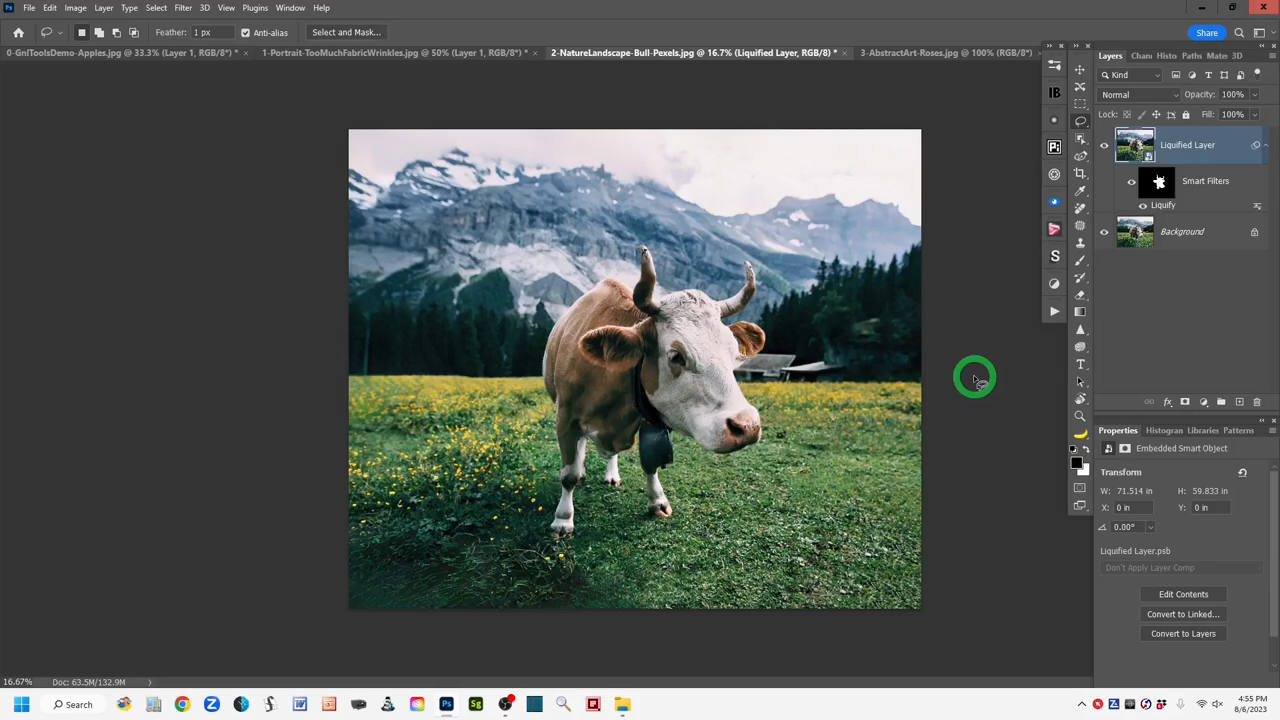 Ps File Edit Image Layer Type Select Filter 3D View Plugins Window Help
Feather: 1 px Anti-alias Select and Mask... Share
0-GnlToolsDemo-Apples.jpg @ 33.3% (Layer 1, RGB/8*) * 1-Portrait-TooMuchFabricWrinkles.jpg @ 50% (Layer 1, RGB/8*) * 2-NatureLandscape-Bull-Pexels.jpg @ 16.7% (Liquified Layer, RGB/8) * 3-AbstractArt-Roses.jpg @ 100% (RGB/8*)
Layers Chan Histo Paths Mate 3D
Kind
Normal Opacity: 100%
Lock: Fill: 100%
Liquified Layer
Smart Filters
Liquify
Background
Properties Histogran Libraries Patterns
Embedded Smart Object
Transform
W: 71.514 in H: 59.833 in
X: 0 in Y: 0 in
0.00°
Liquified Layer.psb
Don't Apply Layer Comp
Edit Contents
Convert to Linked...
Convert to Layers
16.67% Doc: 63.5M/132.9M
Search
4:55 PM
8/6/2023